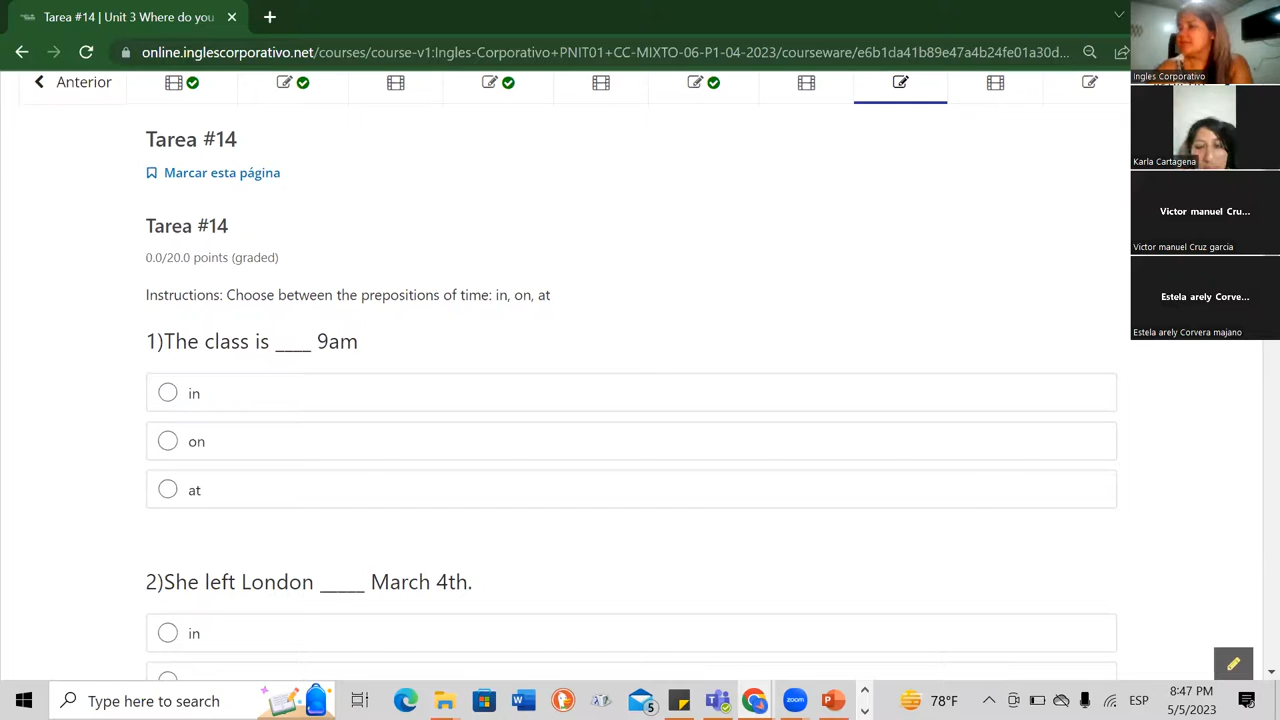 Tarea #14 | Unit 3 Where do you
online.inglescorporativo.net/courses/course-v1:Ingles-Corporativo+PNIT01+CC-MIXTO-06-P1-04-2023/courseware/e6b1da41b89e47a4b24fe01a30d...
Anterior
Tarea #14
Marcar esta página
Tarea #14
0.0/20.0 points (graded)
Instructions: Choose between the prepositions of time: in, on, at
1)The class is ____ 9am
in
on
at
2)She left London _____ March 4th.
in
Ingles Corporativo
Karla Cartagena
Victor manuel Cru...
Victor manuel Cruz garcia
Estela arely Corve...
Estela arely Corvera majano
Type here to search
5
78°F
ESP
8:47 PM
5/5/2023